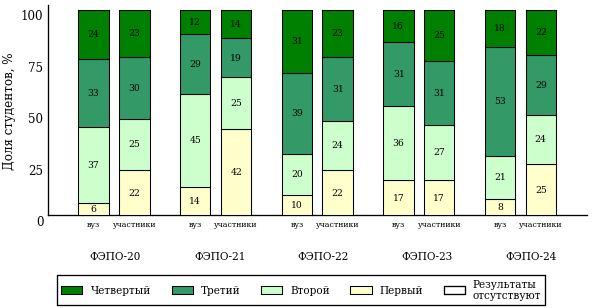 100
75
50
25
0
Доля студентов, %
24 23 12 14 31 23 16 25 18 22
33 30 29 19 39 31 31 31 53 29
37 25 45 25 20 24 36 27 21 24
6 22 14 42 10 22 17 17 8 25
вуз участники вуз участники вуз участники вуз участники вуз участники
ФЭПО-20 ФЭПО-21 ФЭПО-22 ФЭПО-23 ФЭПО-24
Четвертый Третий Второй Первый Результаты
отсутствуют